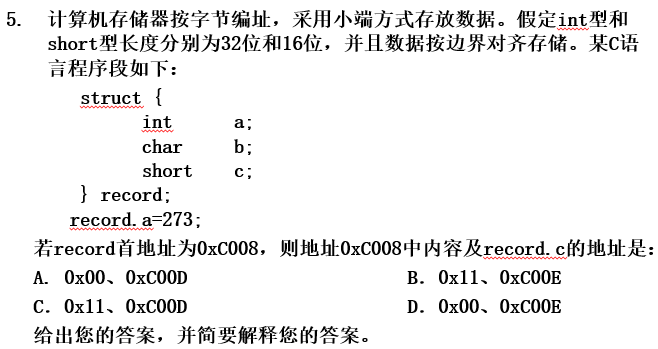 5. 计算机存储器按字节编址，采用小端方式存放数据。假定int型和
short型长度分别为32位和16位，并且数据按边界对齐存储。某C语
言程序段如下：
struct {
int a;
char b;
short c;
} record;
record.a=273;
若record首地址为0xC008，则地址0xC008中内容及record.c的地址是：
A. 0x00、0xC00D B. 0x11、0xC00E
C. 0x11、0xC00D D. 0x00、0xC00E
给出您的答案，并简要解释您的答案。